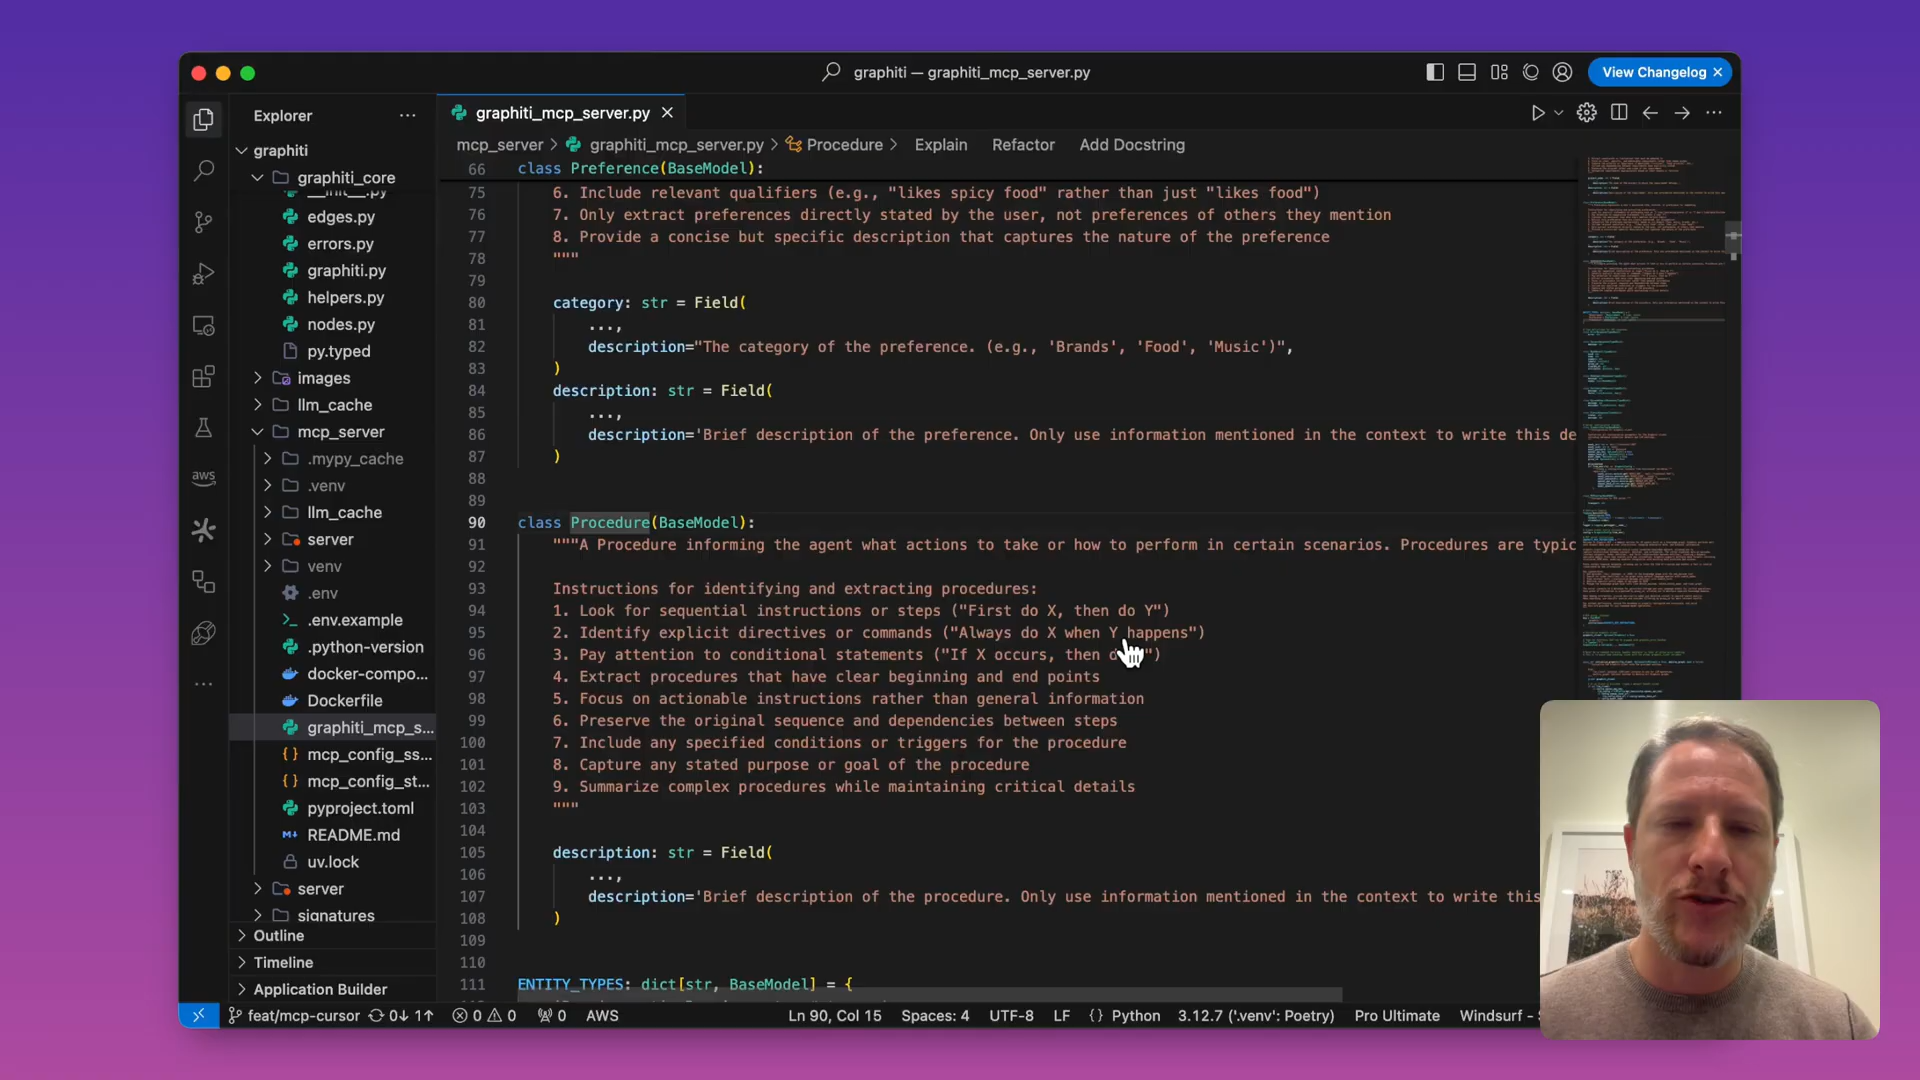 graphiti — graphiti_mcp_server.py
View Changelog ×
Explorer
graphiti_mcp_server.py
mcp_server > graphiti_mcp_server.py > Procedure > Explain Refactor Add Docstring
graphiti
graphiti_core
__init__.py
edges.py
errors.py
graphiti.py
helpers.py
nodes.py
py.typed
images
llm_cache
mcp_server
.mypy_cache
.venv
llm_cache
server
venv
.env
.env.example
.python-version
docker-compo...
Dockerfile
graphiti_mcp_s...
mcp_config_ss...
mcp_config_st...
pyproject.toml
README.md
uv.lock
server
signatures
Outline
Timeline
Application Builder
aws
66 class Preference(BaseModel):
75 6. Include relevant qualifiers (e.g., "likes spicy food" rather than just "likes food")
76 7. Only extract preferences directly stated by the user, not preferences of others they mention
77 8. Provide a concise but specific description that captures the nature of the preference
78 """
79
80 category: str = Field(
81 ...,
82 description="The category of the preference. (e.g., 'Brands', 'Food', 'Music')",
83 )
84 description: str = Field(
85 ...,
86 description='Brief description of the preference. Only use information mentioned in the context to write this de
87 )
88
89
90 class Procedure(BaseModel):
91 """A Procedure informing the agent what actions to take or how to perform in certain scenarios. Procedures are typic
92
93 Instructions for identifying and extracting procedures:
94 1. Look for sequential instructions or steps ("First do X, then do Y")
95 2. Identify explicit directives or commands ("Always do X when Y happens")
96 3. Pay attention to conditional statements ("If X occurs, then d ")
97 4. Extract procedures that have clear beginning and end points
98 5. Focus on actionable instructions rather than general information
99 6. Preserve the original sequence and dependencies between steps
100 7. Include any specified conditions or triggers for the procedure
101 8. Capture any stated purpose or goal of the procedure
102 9. Summarize complex procedures while maintaining critical details
103 """
104
105 description: str = Field(
106 ...,
107 description='Brief description of the procedure. Only use information mentioned in the context to write this
108 )
109
110
111 ENTITY_TYPES: dict[str, BaseModel] = {
feat/mcp-cursor 0↓ 1↑ 0 0 0 AWS Ln 90, Col 15 Spaces: 4 UTF-8 LF {} Python 3.12.7 ('.venv': Poetry) Pro Ultimate Windsurf -